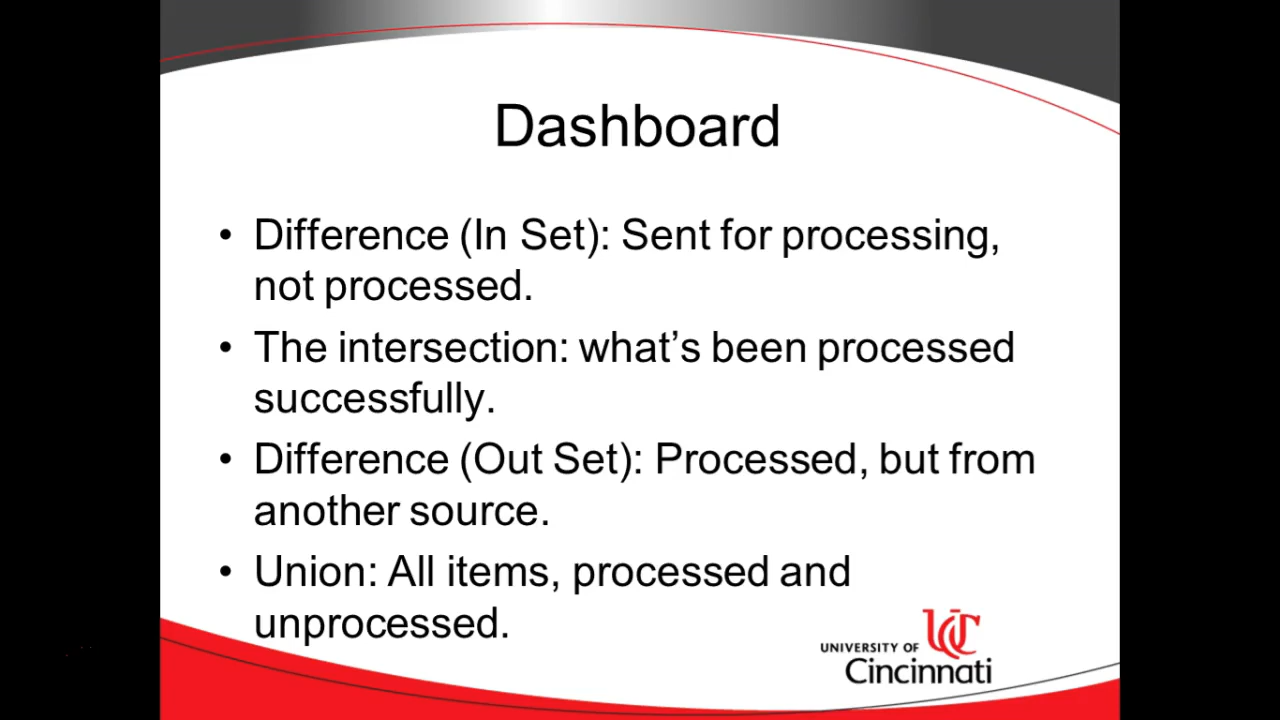 Dashboard
• Difference (In Set): Sent for processing,
not processed.
• The intersection: what’s been processed
successfully.
• Difference (Out Set): Processed, but from
another source.
• Union: All items, processed and
unprocessed.
UC
UNIVERSITY OF
Cincinnati